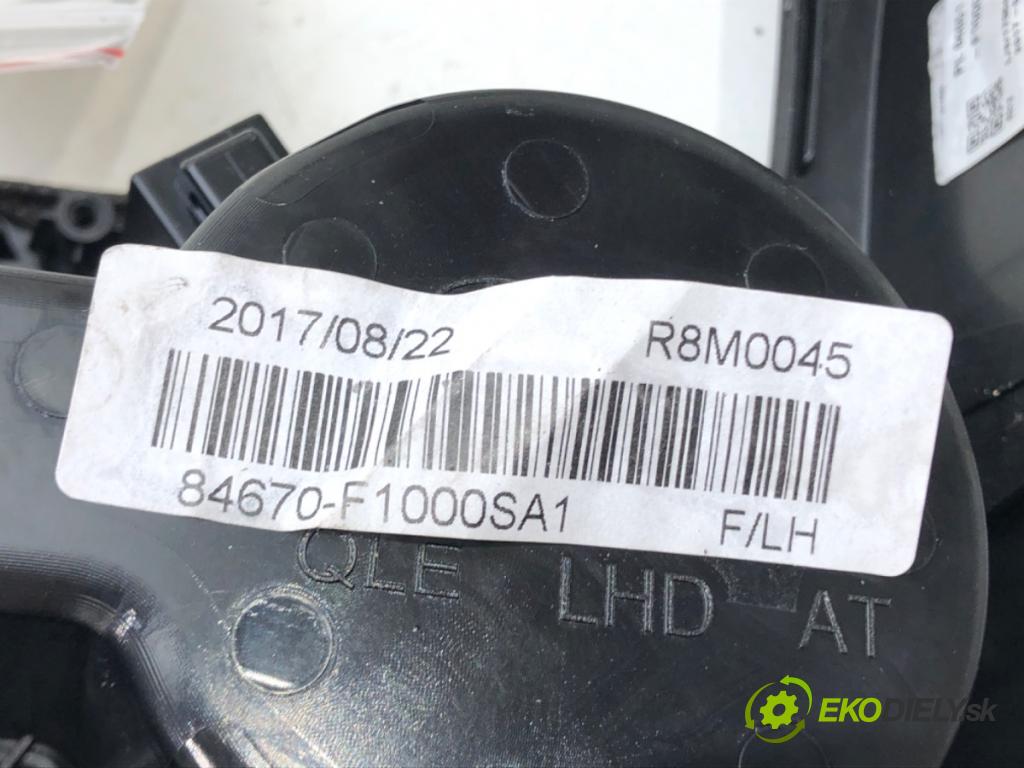 2017/08/22 R8M0045
84670-F1000SA1 F/LH
QLE LHD AT
EKODIELY.sk